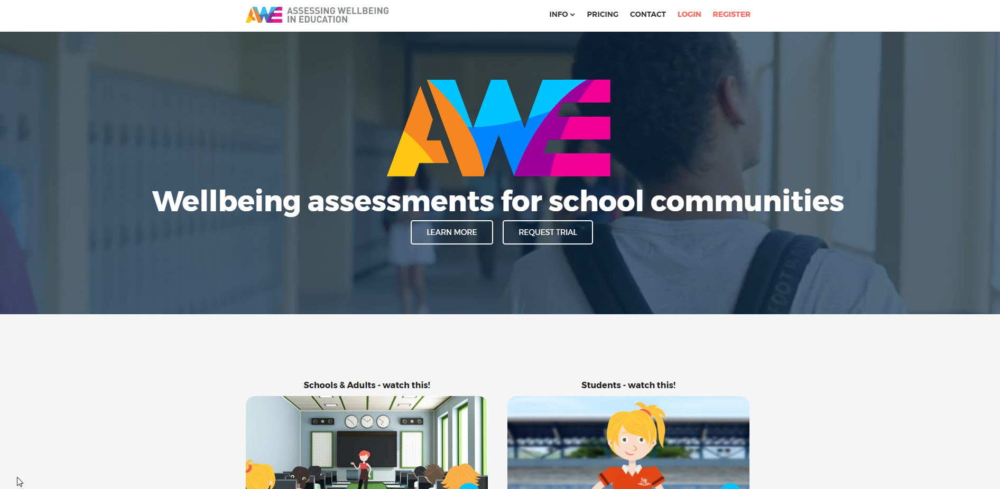 AWE ASSESSING WELLBEING
IN EDUCATION
INFO PRICING CONTACT LOGIN REGISTER
AWE
Wellbeing assessments for school communities
LEARN MORE REQUEST TRIAL
Schools & Adults - watch this! Students - watch this!